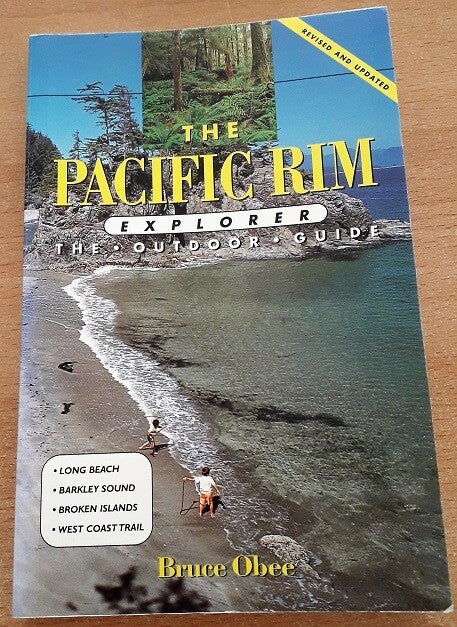 REVISED AND UPDATED
THE
PACIFIC RIM
EXPLORER
THE • OUTDOOR • GUIDE
• LONG BEACH
• BARKLEY SOUND
• BROKEN ISLANDS
• WEST COAST TRAIL
Bruce Obee